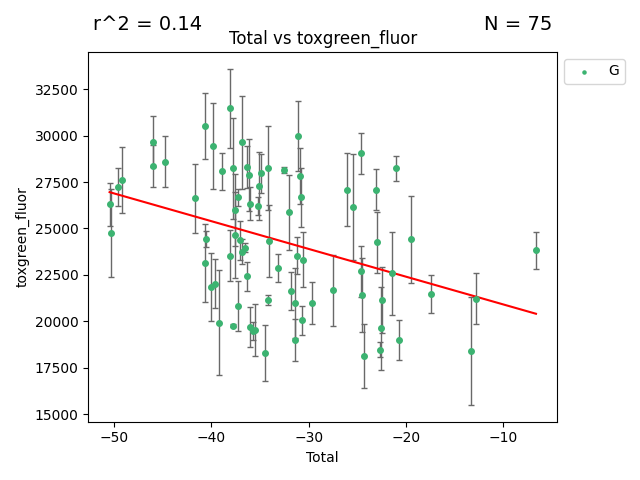 r^2 = 0.14 N = 75
Total vs toxgreen_fluor
G
toxgreen_fluor
32500
30000
27500
25000
22500
20000
17500
15000
−50 −40 −30 −20 −10
Total